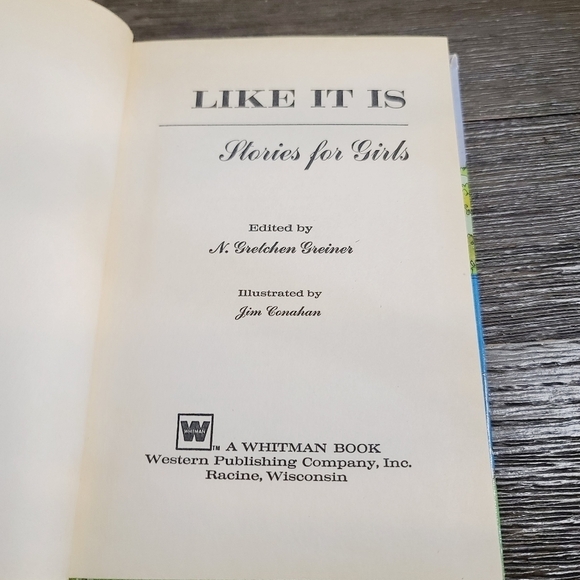 LIKE IT IS
Stories for Girls
Edited by
N. Gretchen Greiner
Illustrated by
Jim Conahan
W
WHITMAN
TM A WHITMAN BOOK
Western Publishing Company, Inc.
Racine, Wisconsin